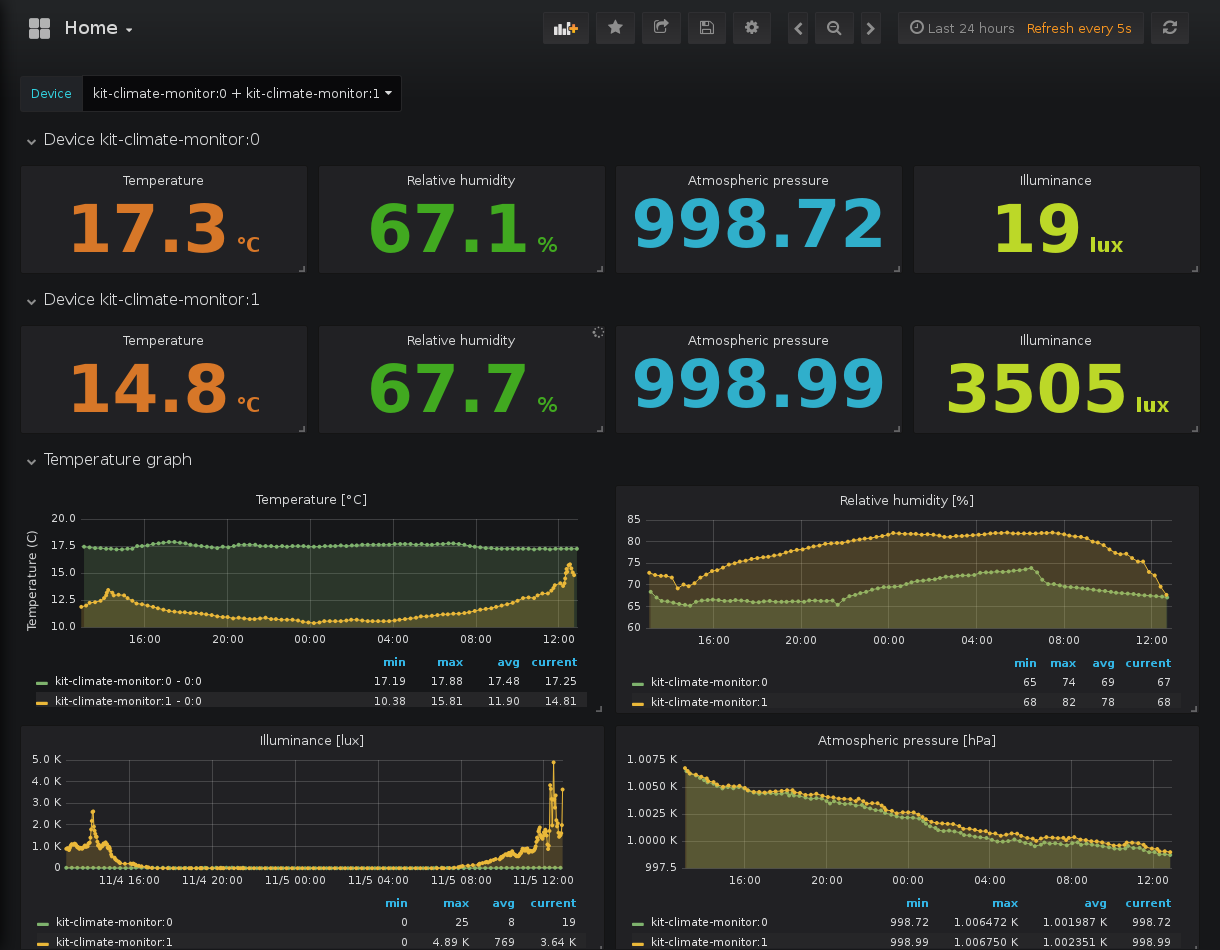 Home
Last 24 hours Refresh every 5s
Device kit-climate-monitor:0 + kit-climate-monitor:1
Device kit-climate-monitor:0
Temperature Relative humidity Atmospheric pressure Illuminance
17.3 °C 67.1 % 998.72 19 lux
Device kit-climate-monitor:1
Temperature Relative humidity Atmospheric pressure Illuminance
14.8 °C 67.7 % 998.99 3505 lux
Temperature graph
Temperature [°C]
Temperature (C)
20.0
17.5
15.0
12.5
10.0
16:00 20:00 00:00 04:00 08:00 12:00
min max avg current
kit-climate-monitor:0 - 0:0 17.19 17.88 17.48 17.25
kit-climate-monitor:1 - 0:0 10.38 15.81 11.90 14.81
Relative humidity [%]
85
80
75
70
65
60
16:00 20:00 00:00 04:00 08:00 12:00
min max avg current
kit-climate-monitor:0 65 74 69 67
kit-climate-monitor:1 68 82 78 68
Illuminance [lux]
5.0 K
4.0 K
3.0 K
2.0 K
1.0 K
0
11/4 16:00 11/4 20:00 11/5 00:00 11/5 04:00 11/5 08:00 11/5 12:00
min max avg current
kit-climate-monitor:0 0 25 8 19
kit-climate-monitor:1 0 4.89 K 769 3.64 K
Atmospheric pressure [hPa]
1.0075 K
1.0050 K
1.0025 K
1.0000 K
997.5
16:00 20:00 00:00 04:00 08:00 12:00
min max avg current
kit-climate-monitor:0 998.72 1.006472 K 1.001987 K 998.72
kit-climate-monitor:1 998.99 1.006750 K 1.002351 K 998.99